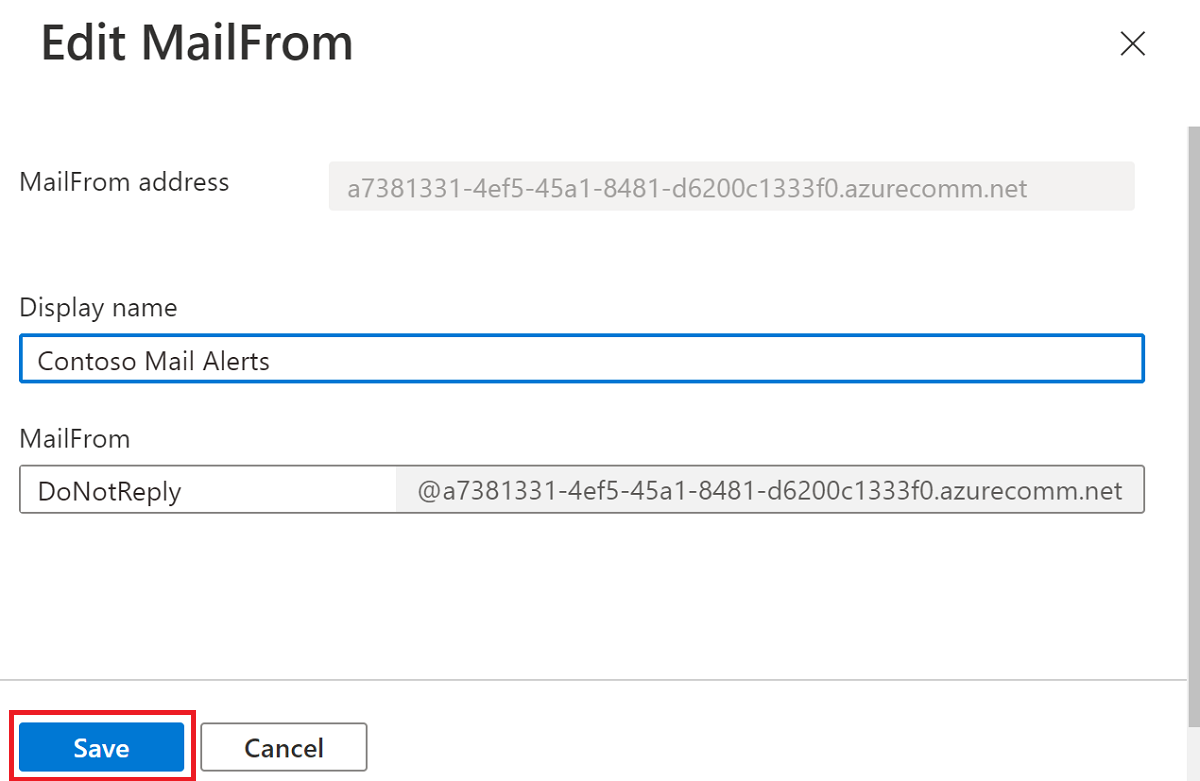 Edit MailFrom
MailFrom address
a7381331-4ef5-45a1-8481-d6200c1333f0.azurecomm.net
Display name
Contoso Mail Alerts
MailFrom
DoNotReply @a7381331-4ef5-45a1-8481-d6200c1333f0.azurecomm.net
Save Cancel